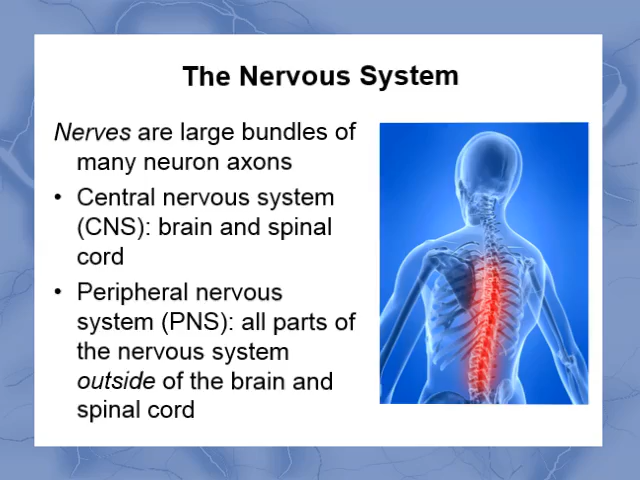 The Nervous System
Nerves are large bundles of
many neuron axons
• Central nervous system
(CNS): brain and spinal
cord
• Peripheral nervous
system (PNS): all parts of
the nervous system
outside of the brain and
spinal cord